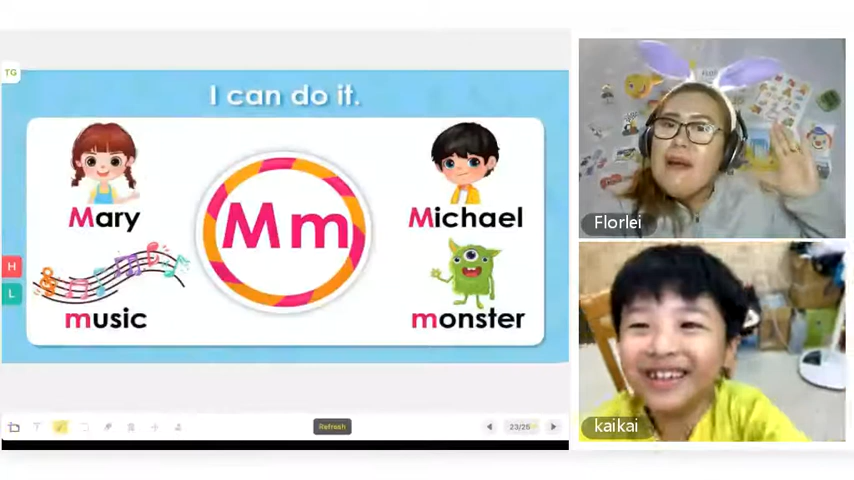 TG
I can do it.
Mary
Mm
Michael
H
L
music
monster
Refresh
23/25
Florlei
kaikai